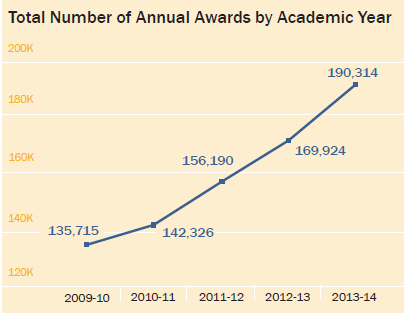 Total Number of Annual Awards by Academic Year
200K
190,314
180K
169,924
160K
156,190
140K
135,715
142,326
120K
2009-10 2010-11 2011-12 2012-13 2013-14